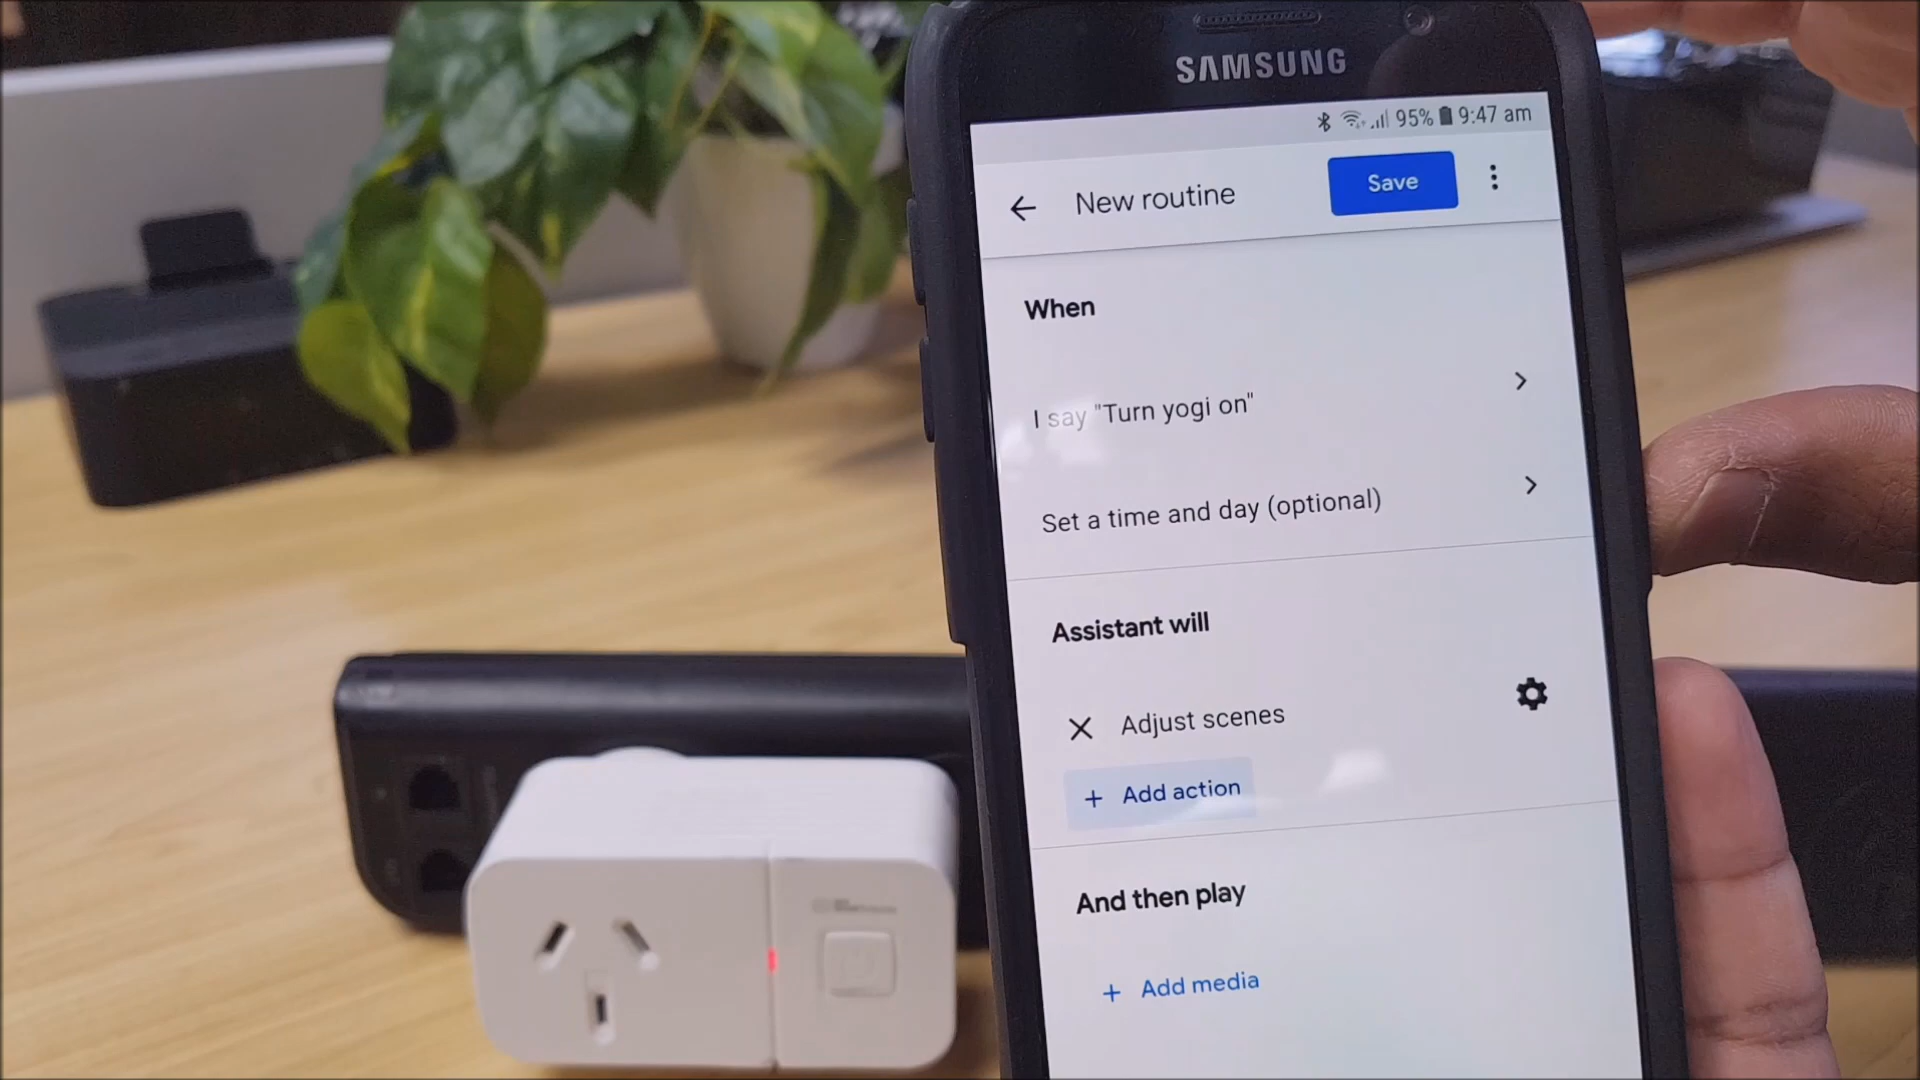 SAMSUNG
95% 9:47 am
New routine
Save
When
I say "Turn yogi on"
Set a time and day (optional)
Assistant will
Adjust scenes
+ Add action
And then play
+ Add media